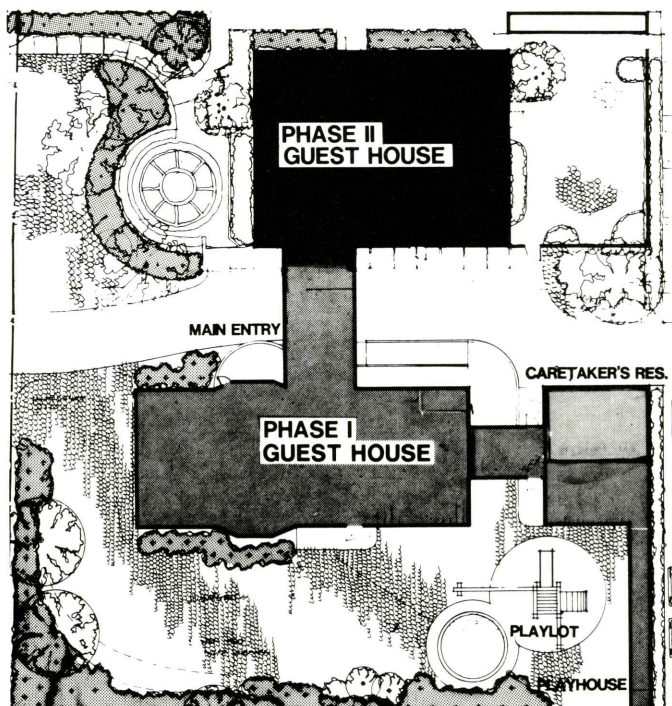 PHASE II
GUEST HOUSE
MAIN ENTRY
CARETAKER'S RES.
PHASE I
GUEST HOUSE
PLAYLOT
PLAYHOUSE